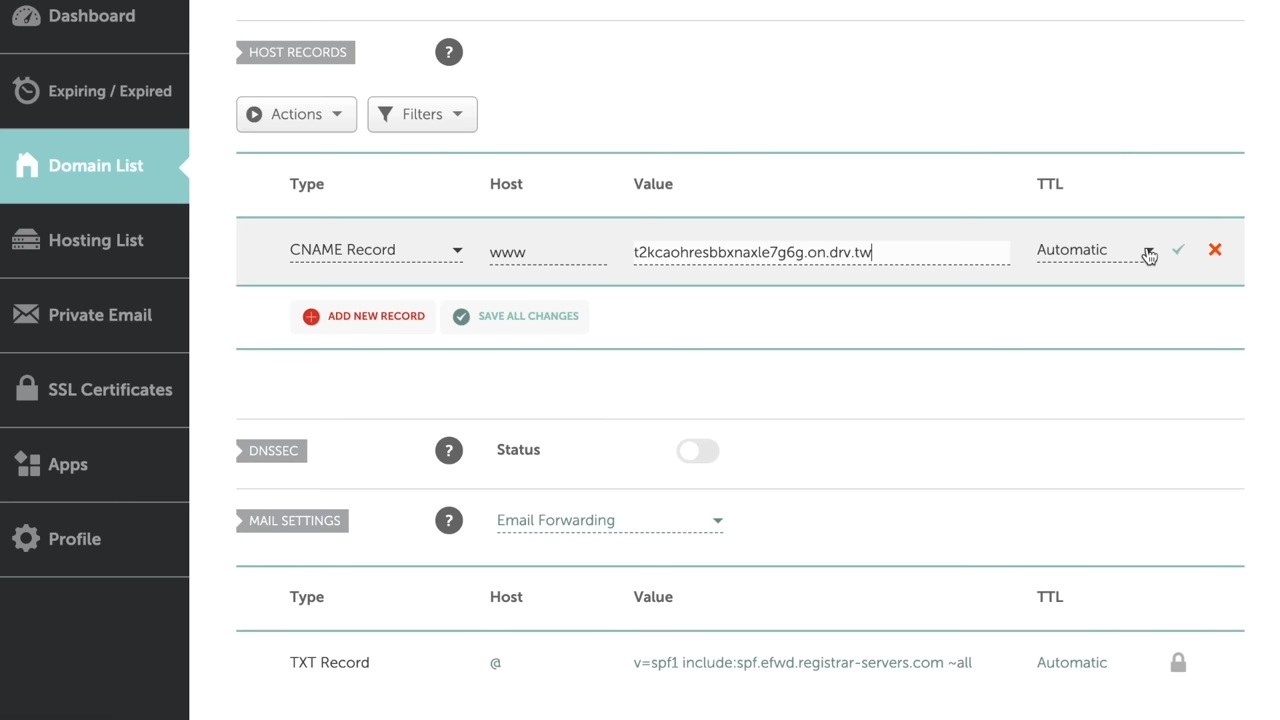 Dashboard
Expiring / Expired
Domain List
Hosting List
Private Email
SSL Certificates
Apps
Profile
HOST RECORDS ?
Actions Filters
Type Host Value TTL
CNAME Record www t2kcaohresbbxnaxle7g6g.on.drv.tw Automatic
ADD NEW RECORD SAVE ALL CHANGES
DNSSEC ? Status
MAIL SETTINGS ? Email Forwarding
Type Host Value TTL
TXT Record @ v=spf1 include:spf.efwd.registrar-servers.com ~all Automatic